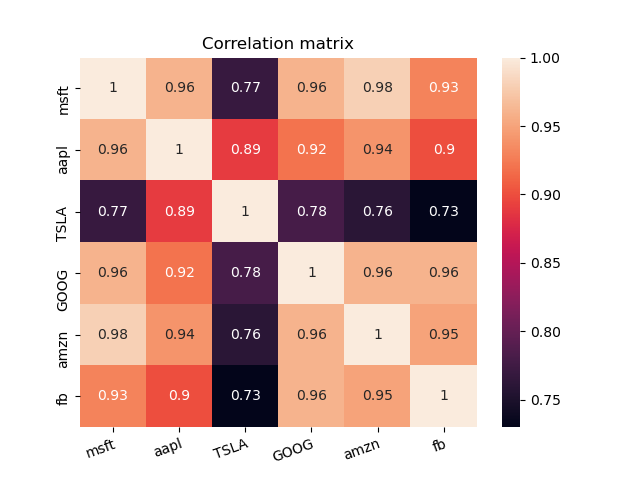 Correlation matrix
msft 1 0.96 0.77 0.96 0.98 0.93
aapl 0.96 1 0.89 0.92 0.94 0.9
TSLA 0.77 0.89 1 0.78 0.76 0.73
GOOG 0.96 0.92 0.78 1 0.96 0.96
amzn 0.98 0.94 0.76 0.96 1 0.95
fb 0.93 0.9 0.73 0.96 0.95 1
msft aapl TSLA GOOG amzn fb
1.00
0.95
0.90
0.85
0.80
0.75